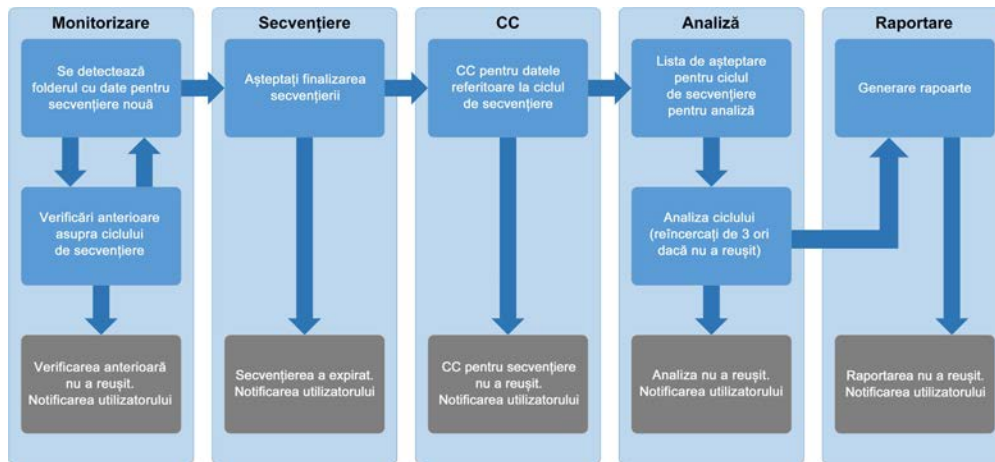 Monitorizare
Se detectează
folderul cu date pentru
secvențiere nouă
Verificări anterioare
asupra ciclului
de secvențiere
Verificarea anterioară
nu a reușit.
Notificarea utilizatorului
Secvențiere
Așteptați finalizarea
secvențierii
Secvențierea a expirat.
Notificarea utilizatorului
CC
CC pentru datele
referitoare la ciclul
de secvențiere
CC pentru secvențiere
nu a reușit.
Notificarea utilizatorului
Analiză
Lista de așteptare
pentru ciclul
de secvențiere
pentru analiză
Analiza ciclului
(reîncercați de 3 ori
dacă nu a reușit)
Analiza nu a reușit.
Notificarea utilizatorului
Raportare
Generare rapoarte
Raportarea nu a reușit.
Notificarea utilizatorului